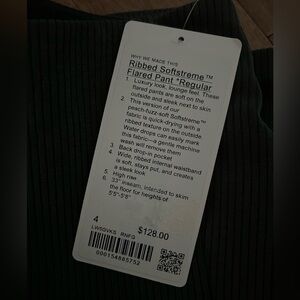 WHY WE MADE THIS
Ribbed Softstreme™
Flared Pant *Regular
1. Luxury look, lounge feel. These
flared pants are soft on the
outside and sleek next to skin
2. This version of our
peach-fuzz-soft Softstreme™
fabric is quick-drying with a
ribbed texture on the outside.
Water drops can easily mark
this fabric—a gentle machine
wash will remove them
3. Back drop-in pocket
4. Wide, ribbed internal waistband
is soft, stays put, and creates
a sleek look
5. High rise
6. 33" inseam, intended to skim
the floor for heights of
5'5"-5'8"
4
$128.00
LW5GVKS RNFG
000154885752